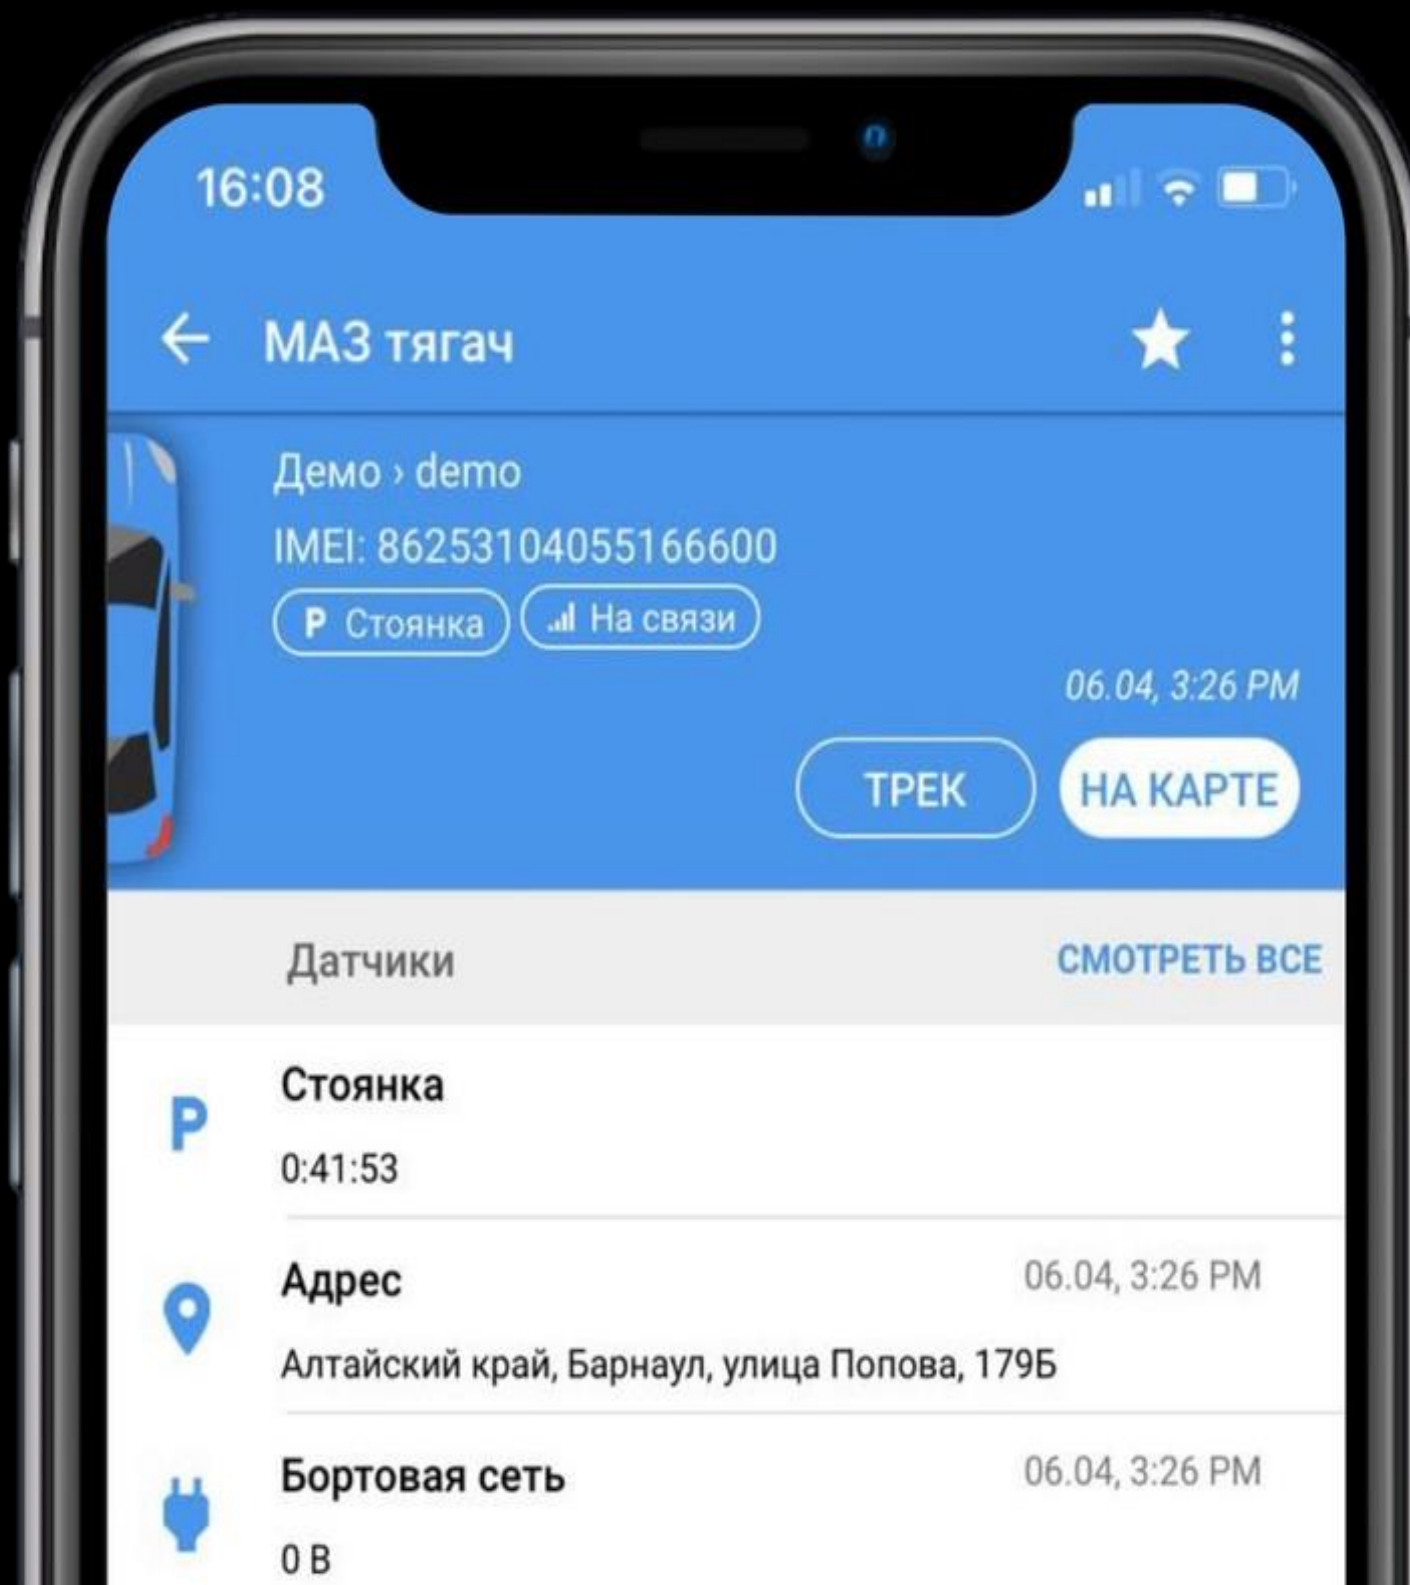 16:08
МАЗ тягач
Демо › demo
IMEI: 86253104055166600
P Стоянка
На связи
06.04, 3:26 PM
ТРЕК
НА КАРТЕ
Датчики
СМОТРЕТЬ ВСЕ
P
Стоянка
0:41:53
Адрес
06.04, 3:26 PM
Алтайский край, Барнаул, улица Попова, 179Б
Бортовая сеть
06.04, 3:26 PM
0 В